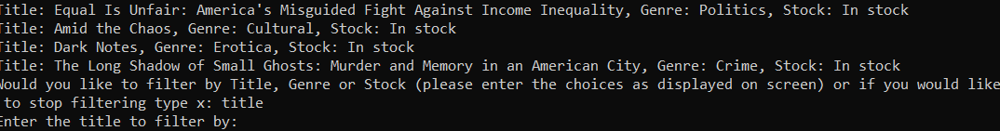 Title: Equal Is Unfair: America's Misguided Fight Against Income Inequality, Genre: Politics, Stock: In stock
Title: Amid the Chaos, Genre: Cultural, Stock: In stock
Title: Dark Notes, Genre: Erotica, Stock: In stock
Title: The Long Shadow of Small Ghosts: Murder and Memory in an American City, Genre: Crime, Stock: In stock
Would you like to filter by Title, Genre or Stock (please enter the choices as displayed on screen) or if you would like
to stop filtering type x: title
Enter the title to filter by: